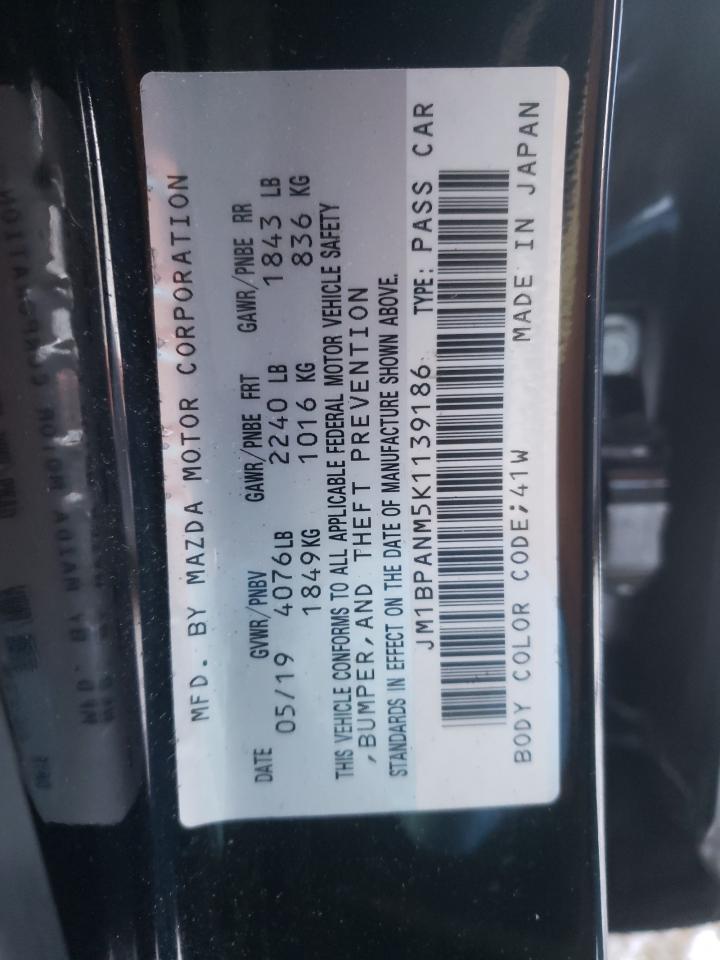 MFD. BY MAZDA MOTOR CORPORATION
DATE GVWR/PNBV GAWR/PNBE FRT GAWR/PNBE RR
05/19 4076LB 2240 LB 1843 LB
1849KG 1016 KG 836 KG
THIS VEHICLE CONFORMS TO ALL APPLICABLE FEDERAL MOTOR VEHICLE SAFETY
,BUMPER,AND THEFT PREVENTION
STANDARDS IN EFFECT ON THE DATE OF MANUFACTURE SHOWN ABOVE.
JM1BPANM5K1139186 TYPE: PASS CAR
BODY COLOR CODE;41W MADE IN JAPAN